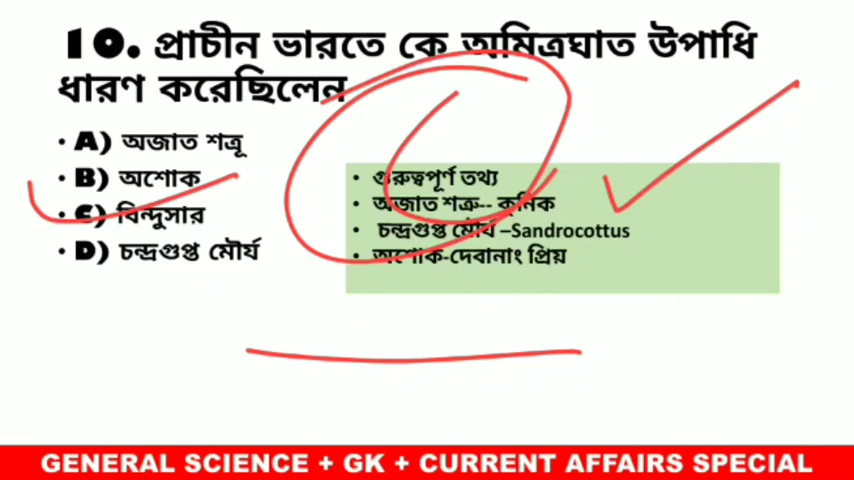 10. প্রাচীন ভারতে কে অমিত্রঘাত উপাধি
ধারণ করেছিলেন
• A) অজাত শত্রূ
• B) অশোক
• C) বিন্দুসার
• D) চন্দ্রগুপ্ত মৌর্য
• গুরুত্বপূর্ণ তথ্য
• অজাত শত্রু-- কূনিক
• চন্দ্রগুপ্ত মৌর্য –Sandrocottus
• অশোক-দেবানাং প্রিয়
GENERAL SCIENCE + GK + CURRENT AFFAIRS SPECIAL